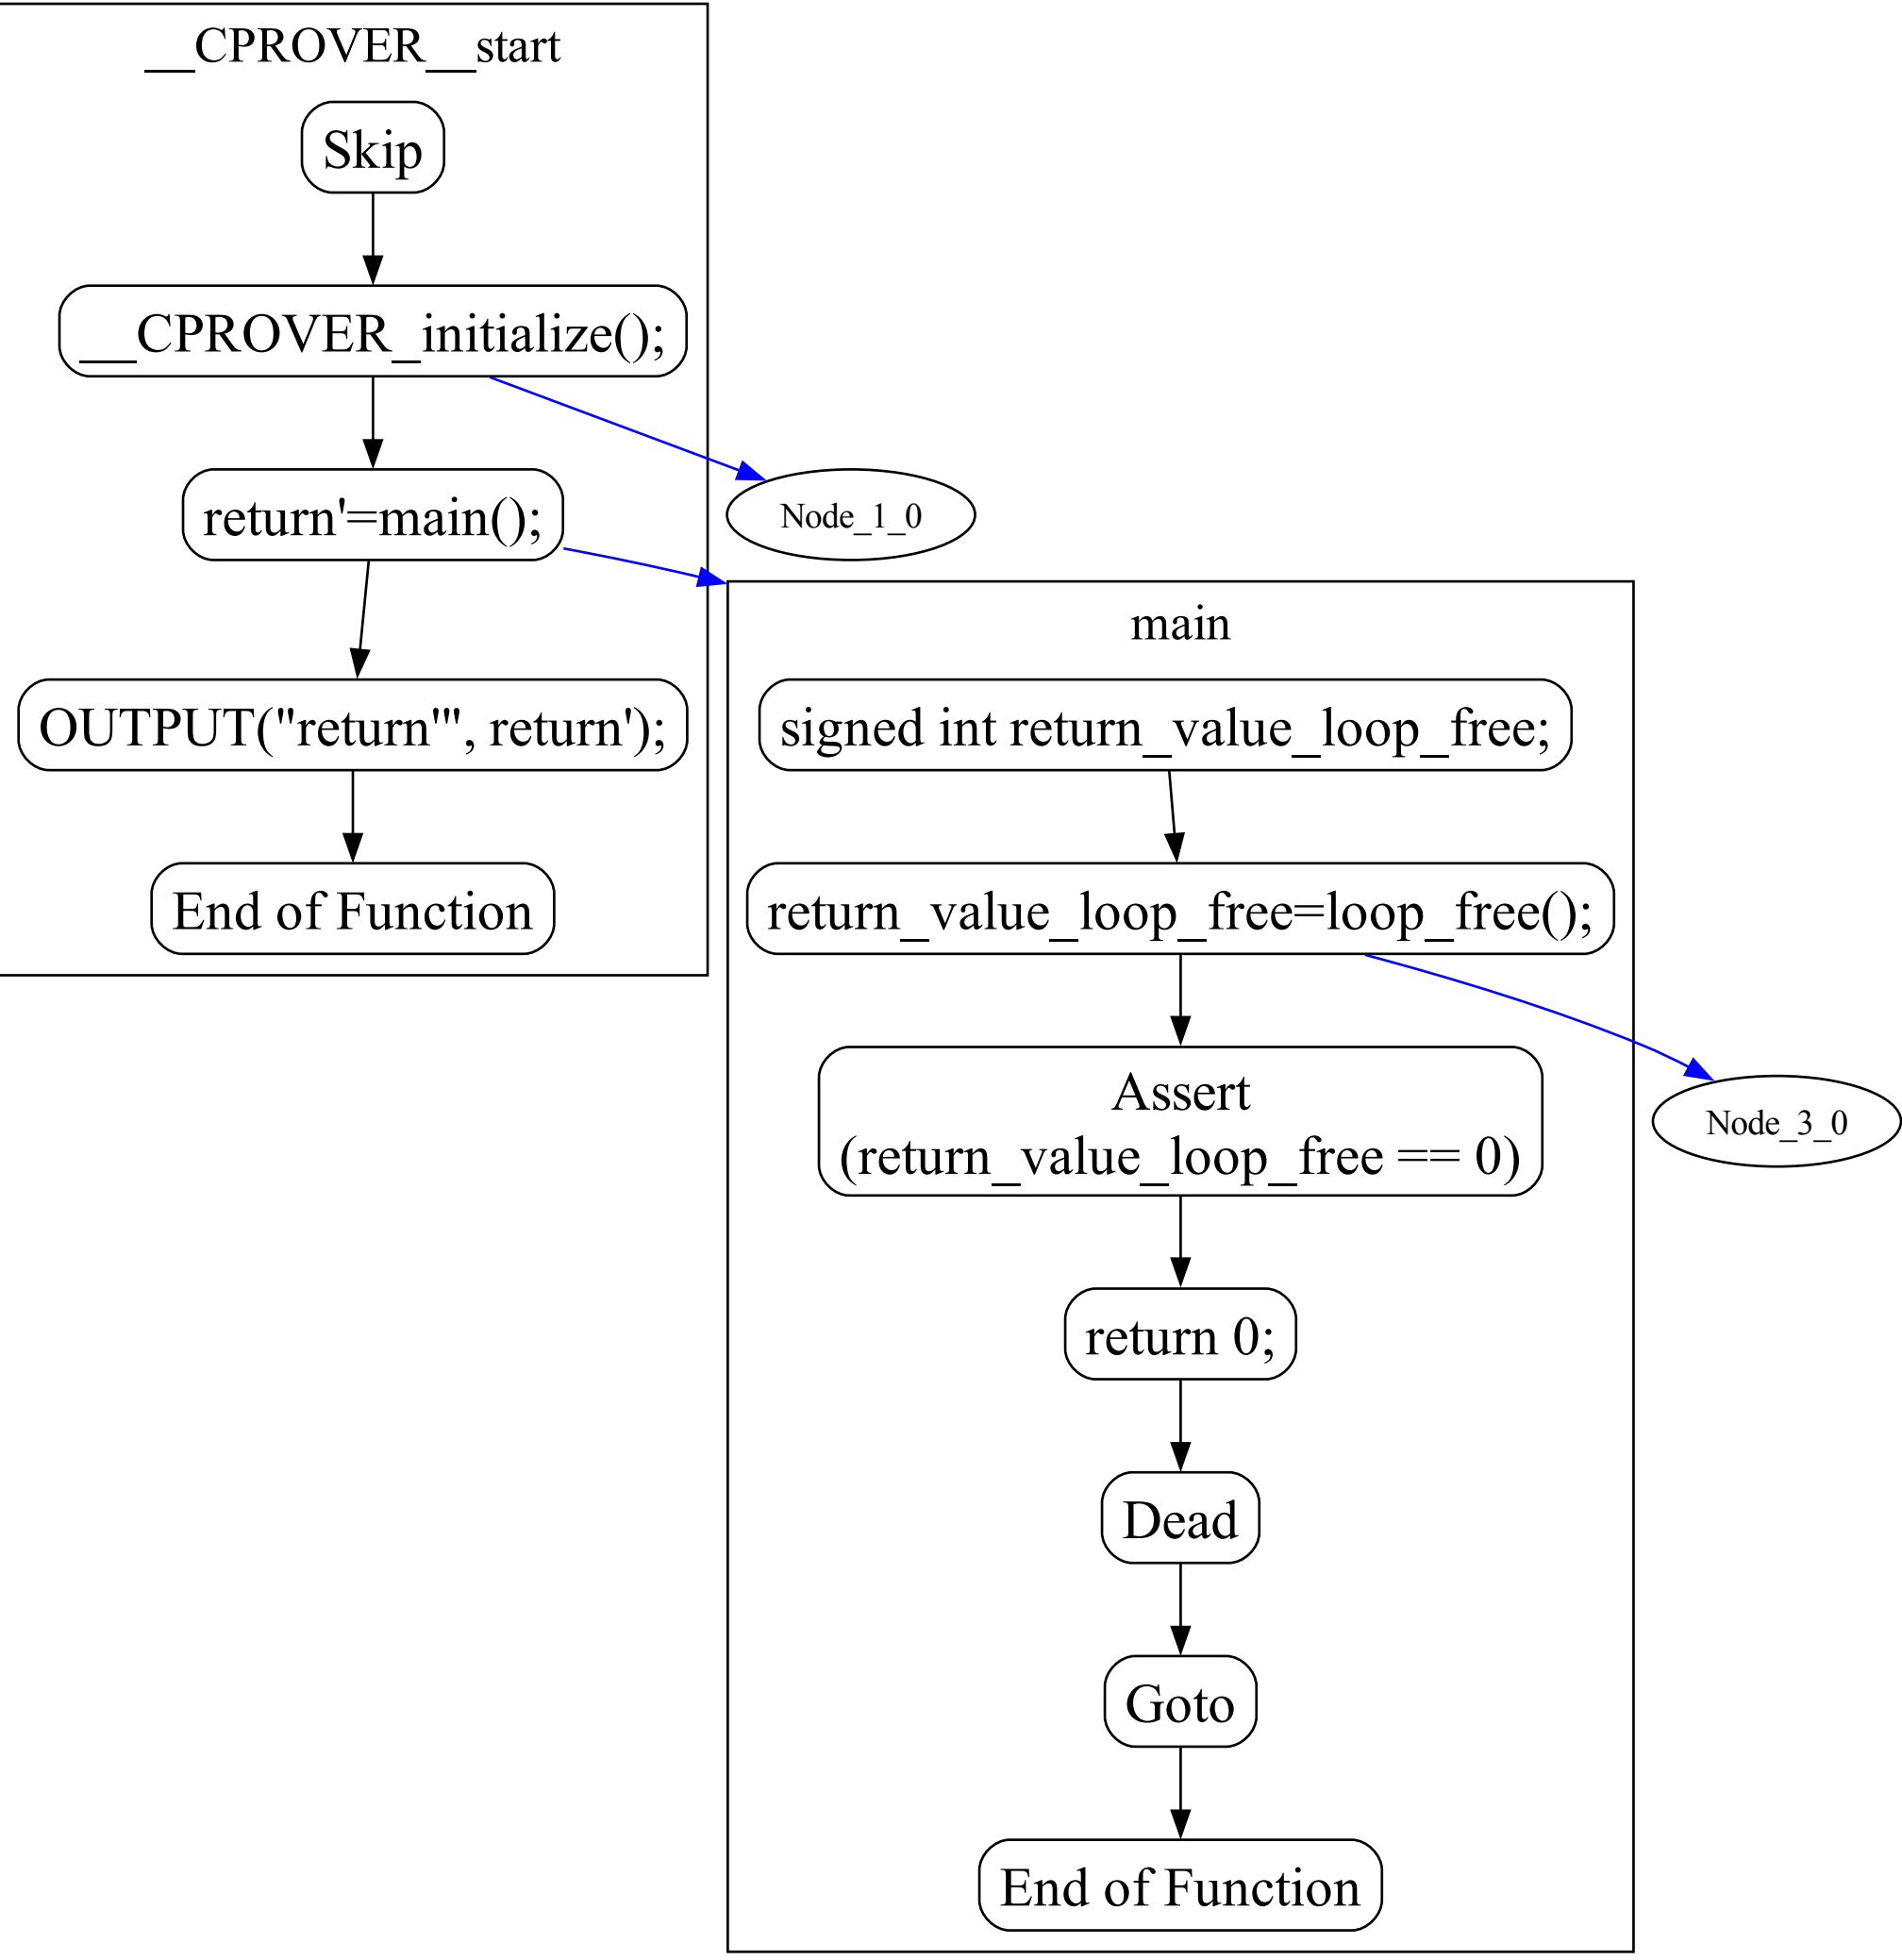 __CPROVER__start
Skip
__CPROVER_initialize();
return'=main();
OUTPUT("return'", return');
End of Function
Node_1_0
main
signed int return_value_loop_free;
return_value_loop_free=loop_free();
Assert
(return_value_loop_free == 0)
return 0;
Dead
Goto
End of Function
Node_3_0